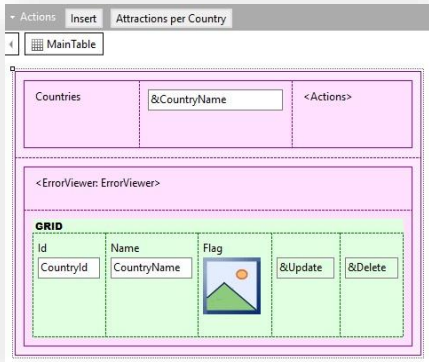 Actions Insert Attractions per Country
MainTable
Countries &CountryName <Actions>
<ErrorViewer: ErrorViewer>
GRID
Id Name Flag
CountryId CountryName &Update &Delete